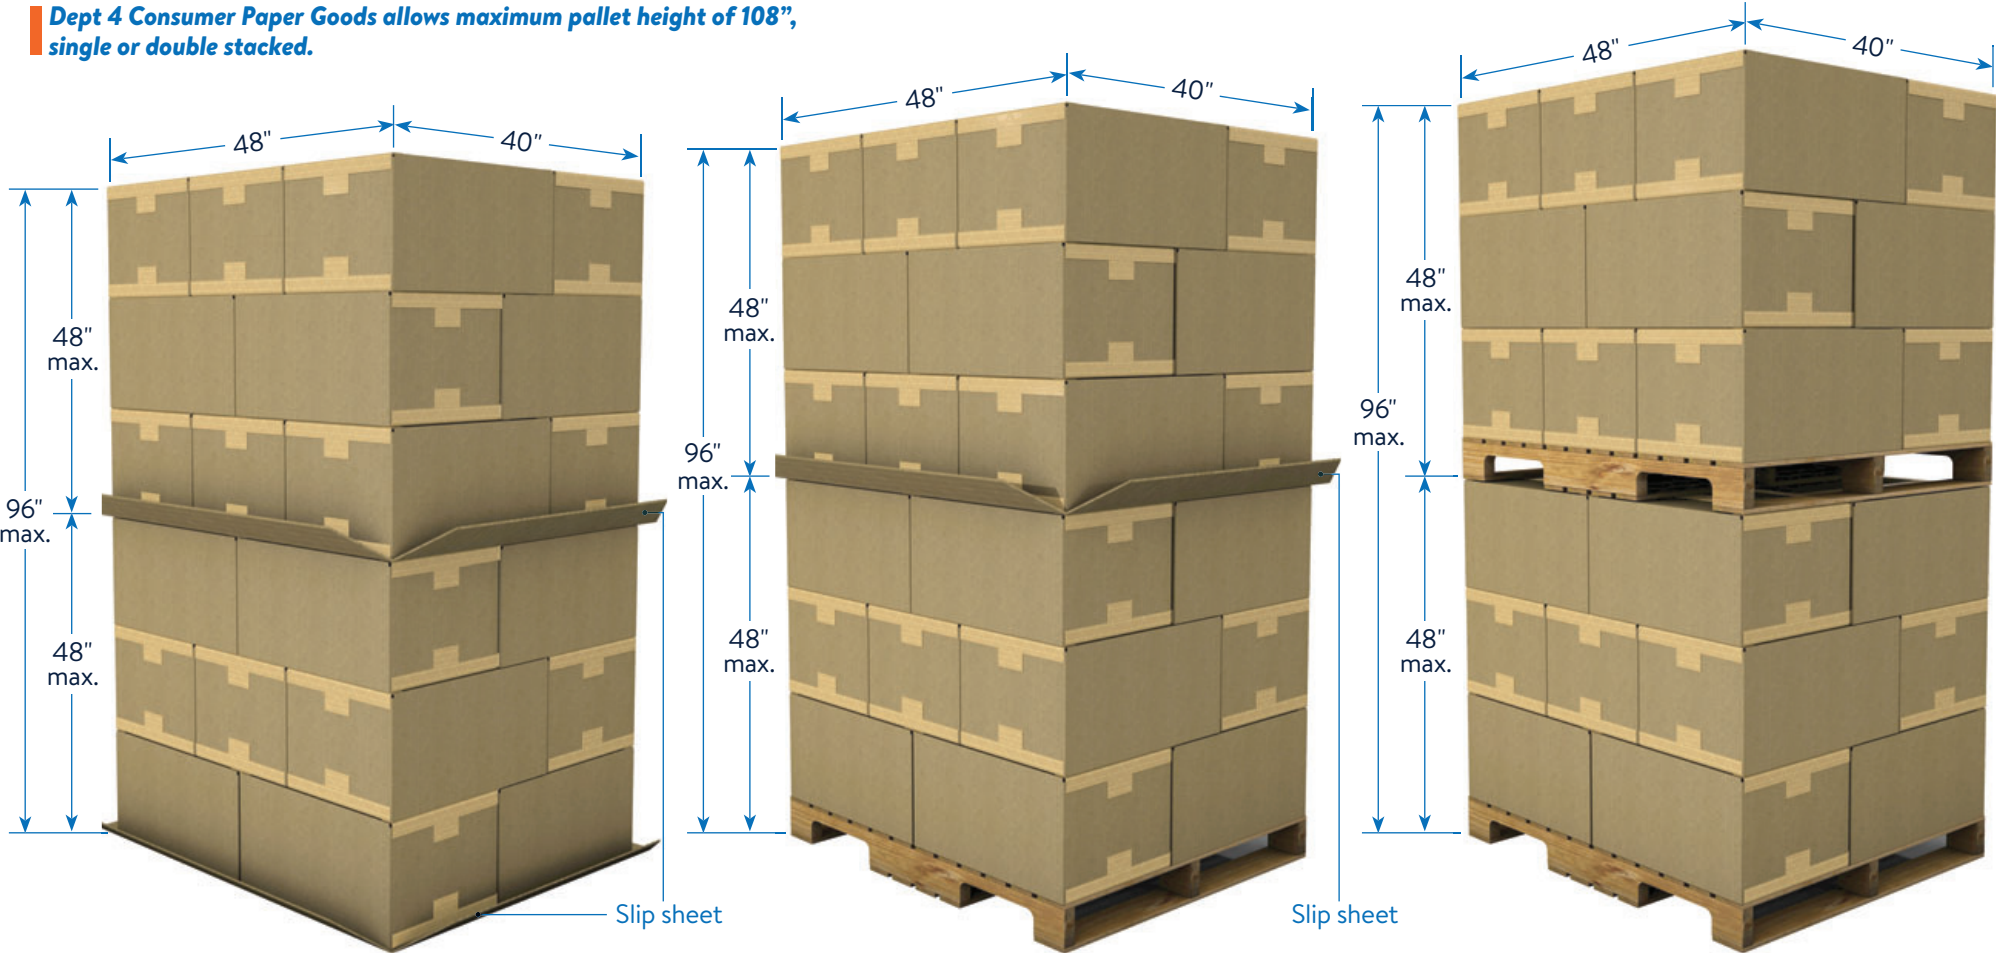 Dept 4 Consumer Paper Goods allows maximum pallet height of 108”,
single or double stacked.
48"
40"
48"
max.
96"
max.
48"
max.
Slip sheet
48"
40"
48"
max.
96"
max.
48"
max.
Slip sheet
48"
40"
48"
max.
96"
max.
48"
max.